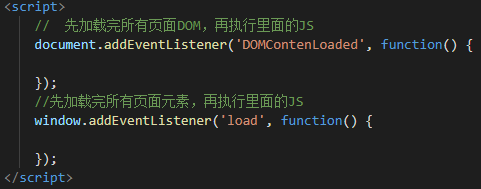 <script>
//  先加载完所有页面DOM，再执行里面的JS
document.addEventListener('DOMContenLoaded', function() {
});
//先加载完所有页面元素，再执行里面的JS
window.addEventListener('load', function() {
});
</script>